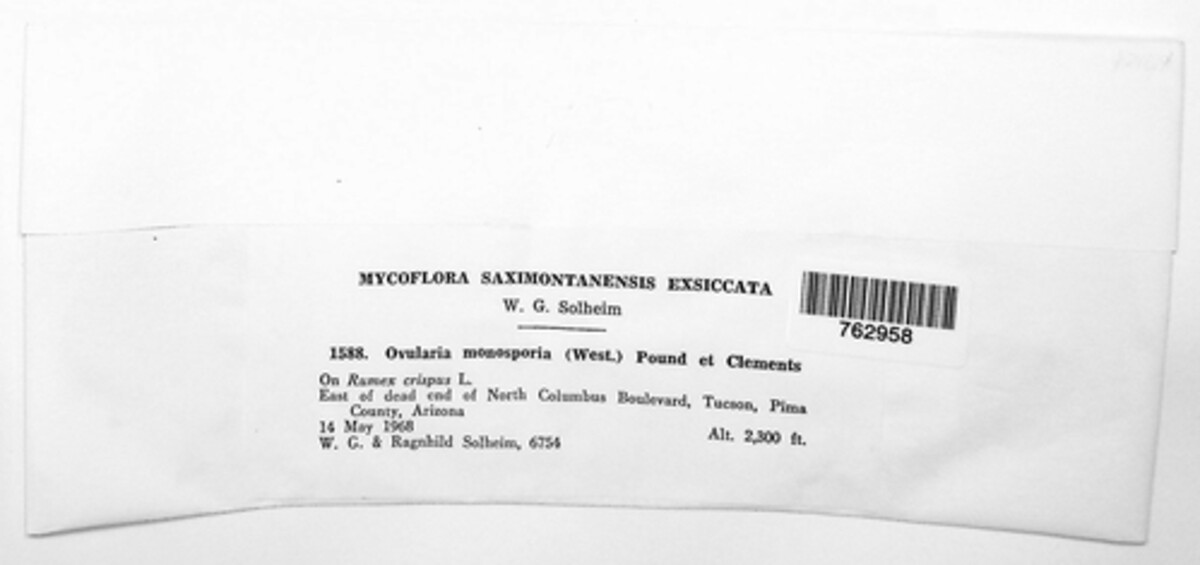 MYCOFLORA SAXIMONTANENSIS EXSICCATA
W. G. Solheim
762958
1588. Ovularia monosporia (West.) Pound et Clements
On Rumex crispus L.
East of dead end of North Columbus Boulevard, Tucson, Pima
County, Arizona
14 May 1968
Alt. 2,300 ft.
W. G. & Ragnhild Solheim, 6754